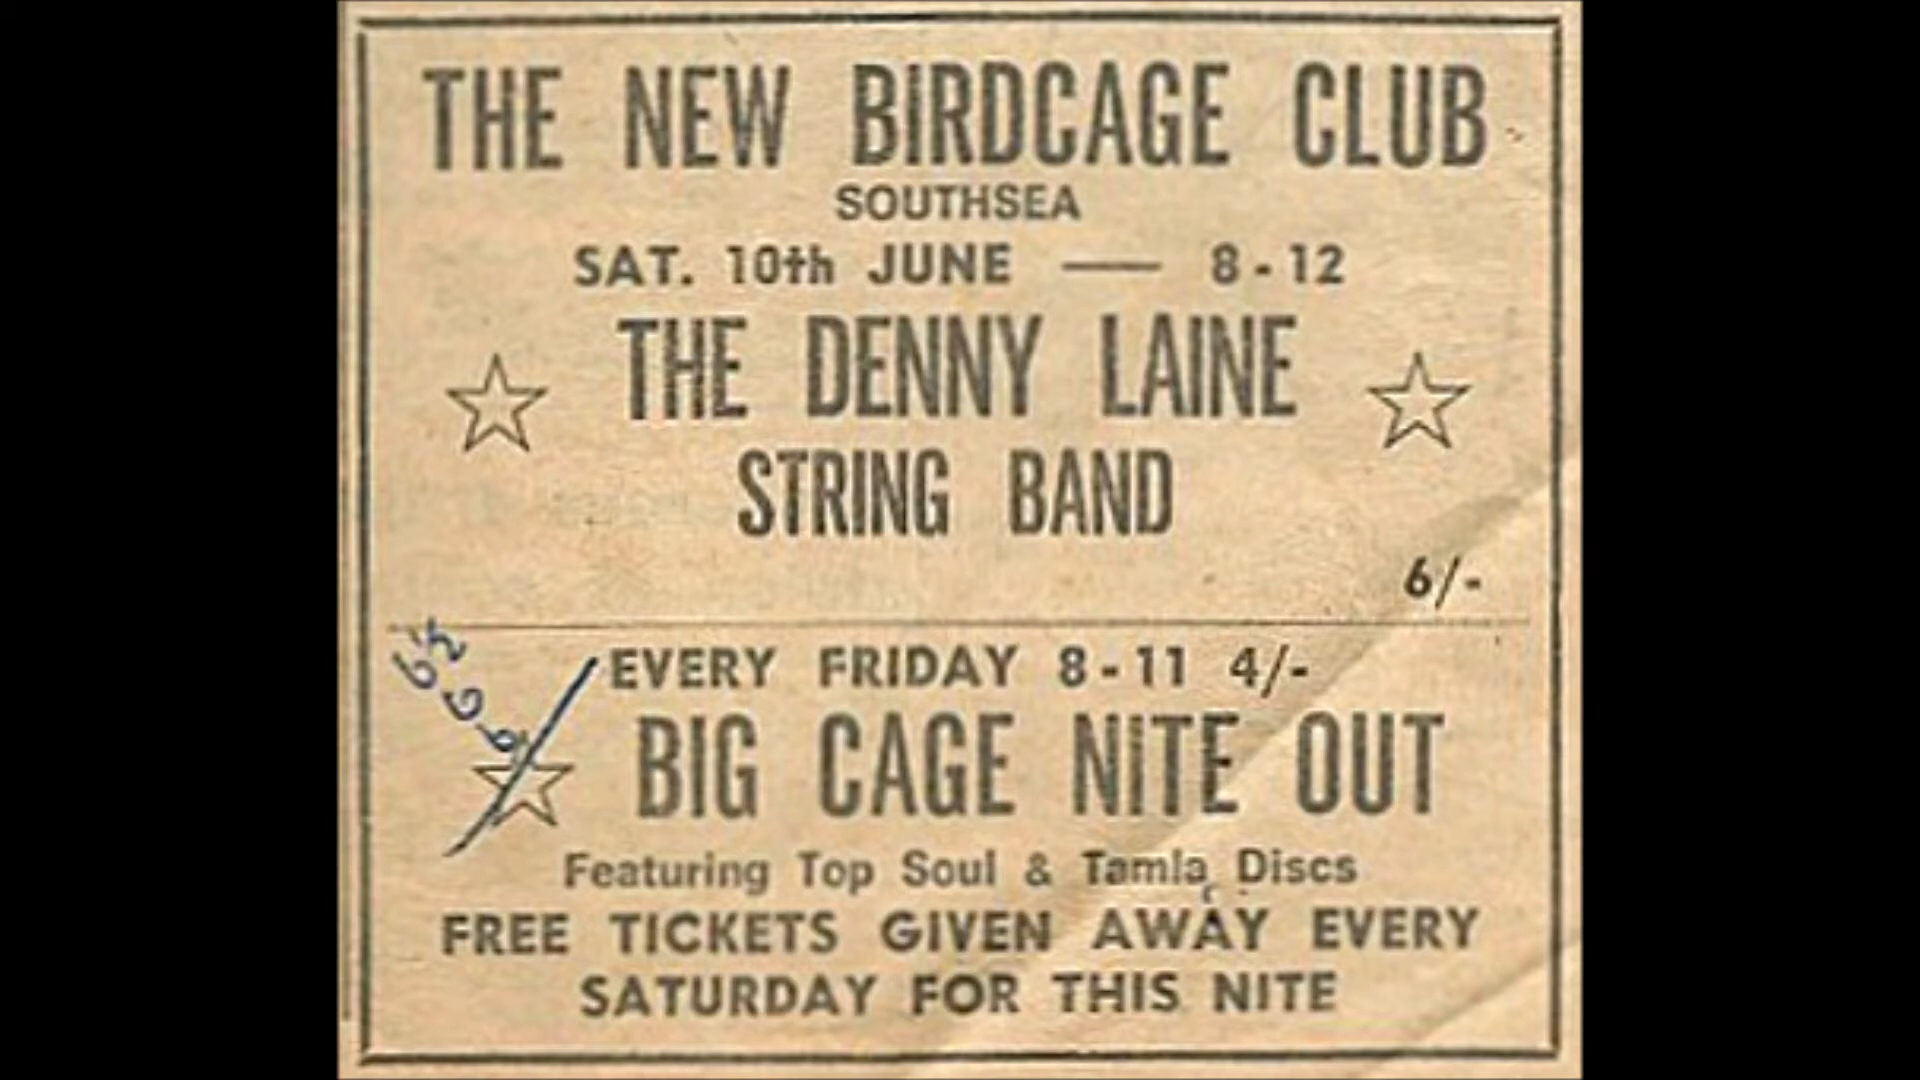 THE NEW BIRDCAGE CLUB
SOUTHSEA
SAT. 10th JUNE — 8-12
THE DENNY LAINE
STRING BAND
6/-
EVERY FRIDAY 8-11 4/-
BIG CAGE NITE OUT
Featuring Top Soul & Tamla Discs
FREE TICKETS GIVEN AWAY EVERY
SATURDAY FOR THIS NITE